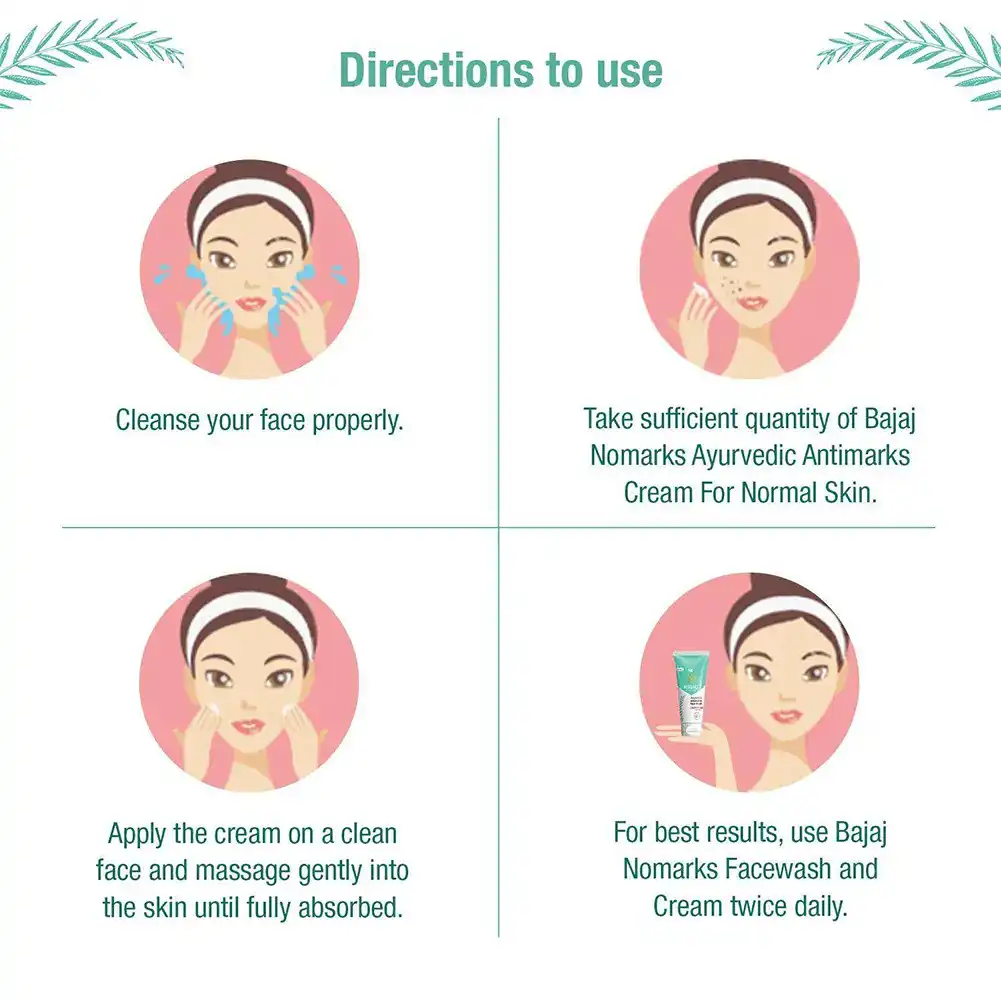 Directions to use
Cleanse your face properly.
Take sufficient quantity of Bajaj
Nomarks Ayurvedic Antimarks
Cream For Normal Skin.
Apply the cream on a clean
face and massage gently into
the skin until fully absorbed.
For best results, use Bajaj
Nomarks Facewash and
Cream twice daily.